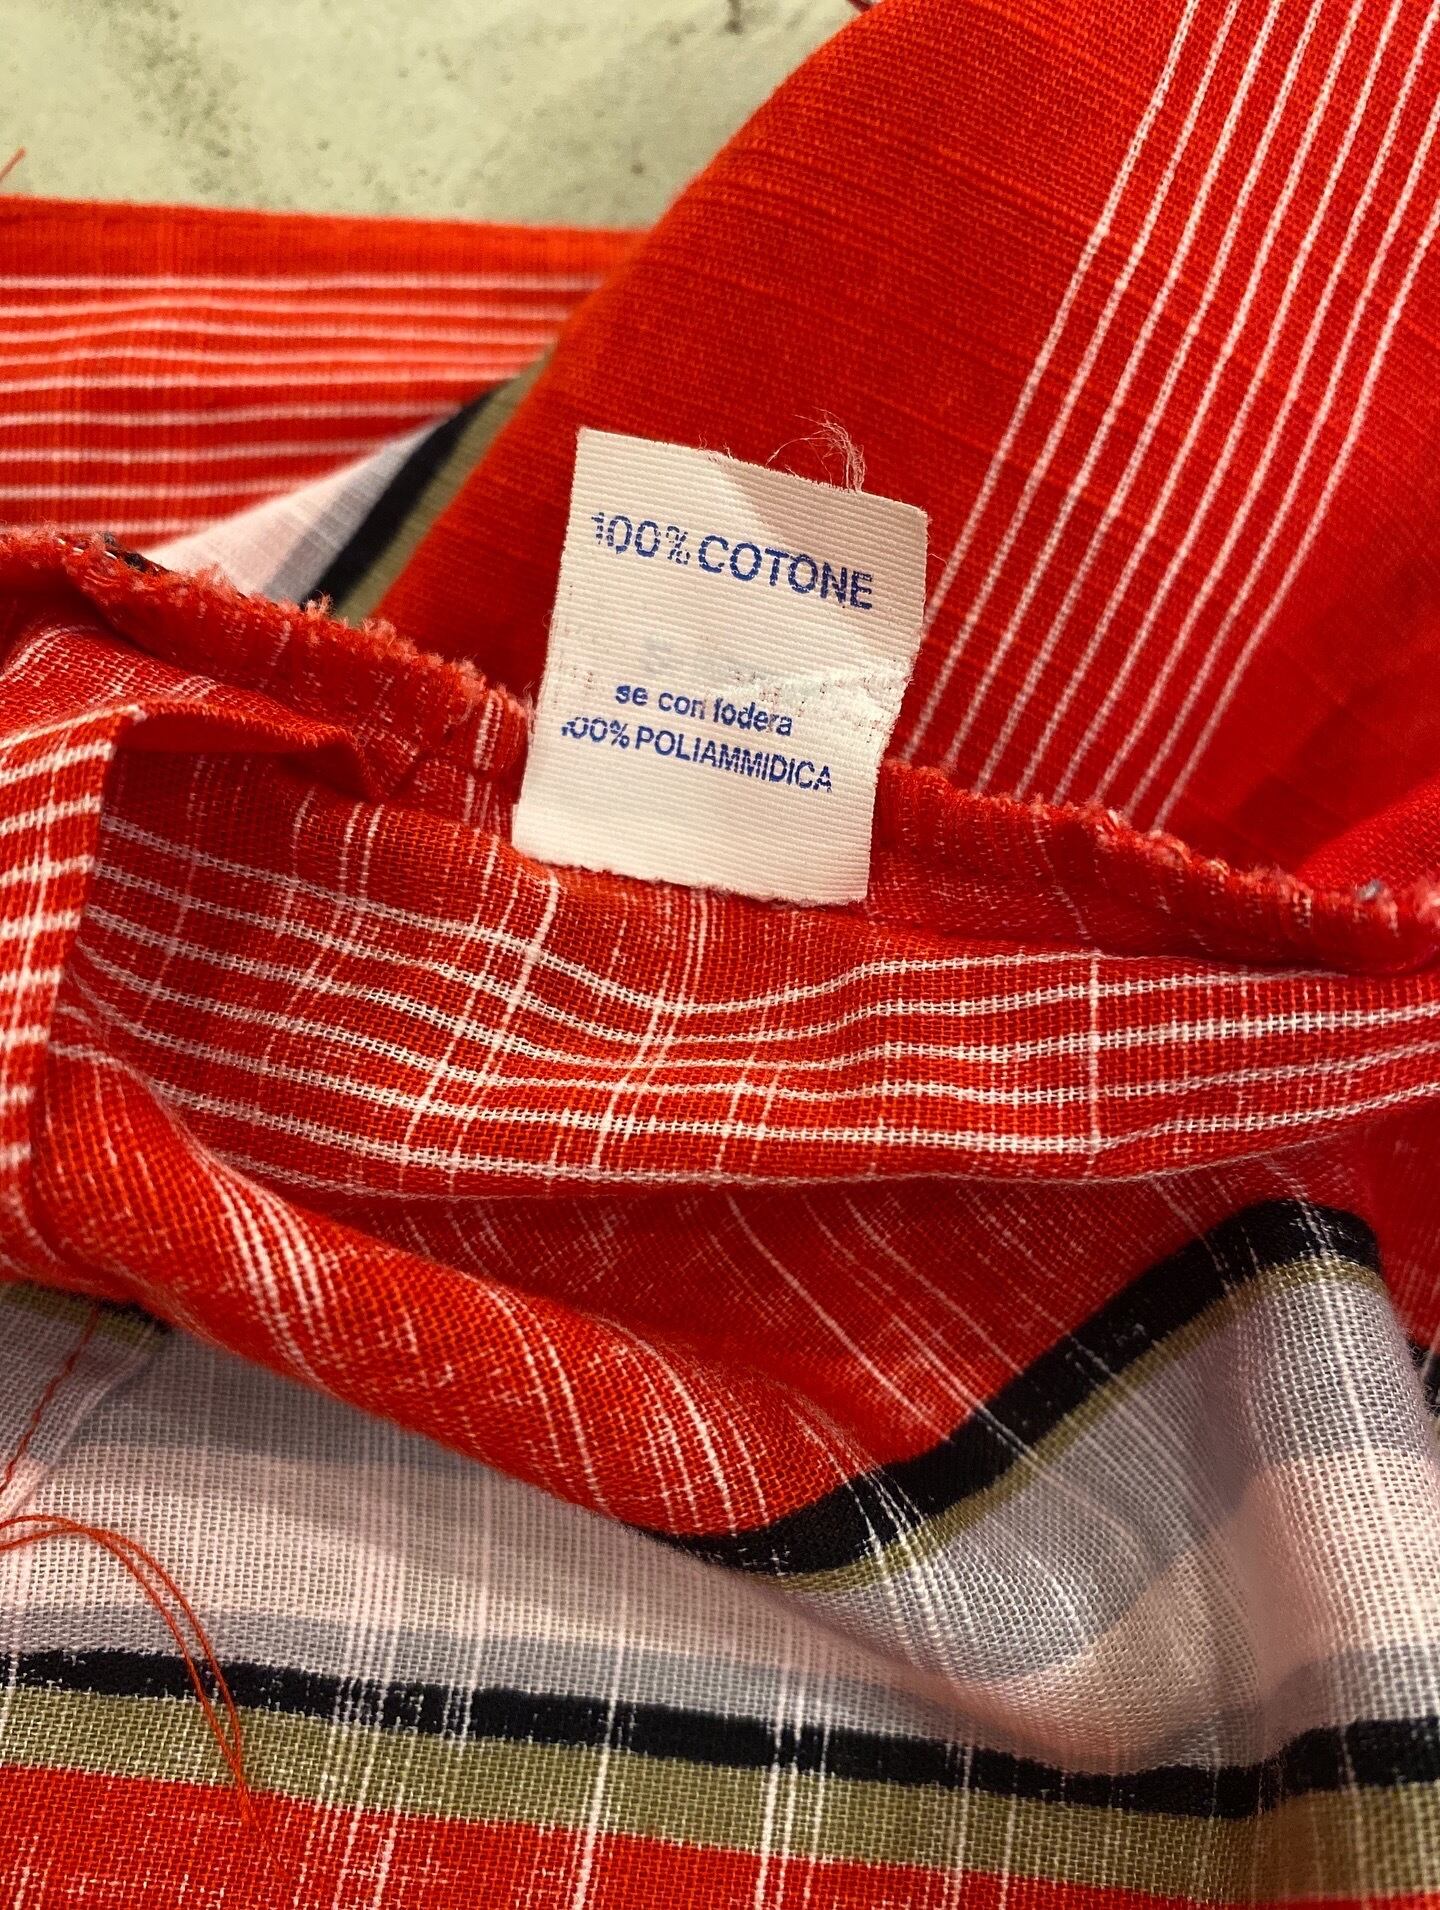 100% COTONE
se con fodera
100% POLIAMMIDICA